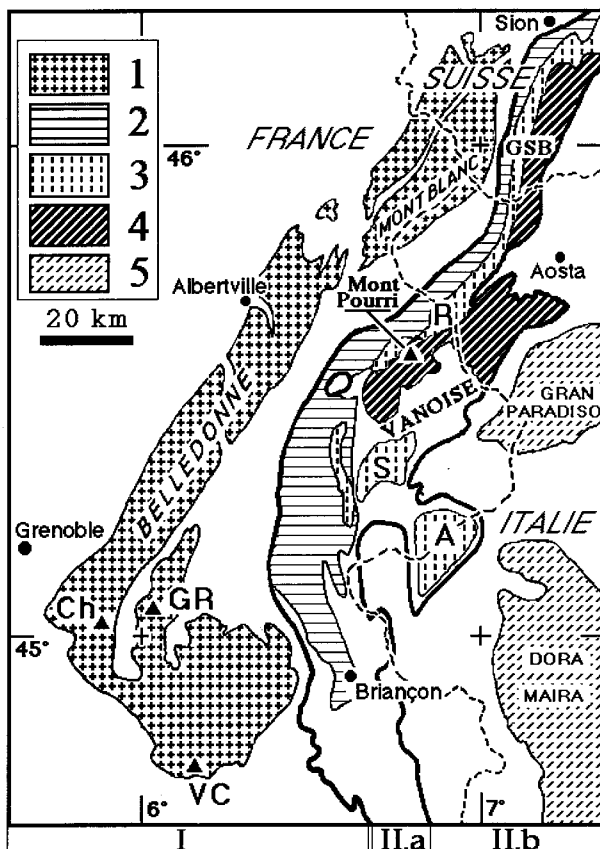 Sion
1
2
3
4
5
SUISSE
FRANCE
46°
GSB
MONT BLANC
Albertville
Aosta
20 km
Mont
Pourri
R
VANOISE
GRAN
PARADISO
BELLEDONNE
S
ITALIE
A
Grenoble
Ch
GR
45°
DORA
MAIRA
Briançon
VC
6°
7°
I
II.a
II.b